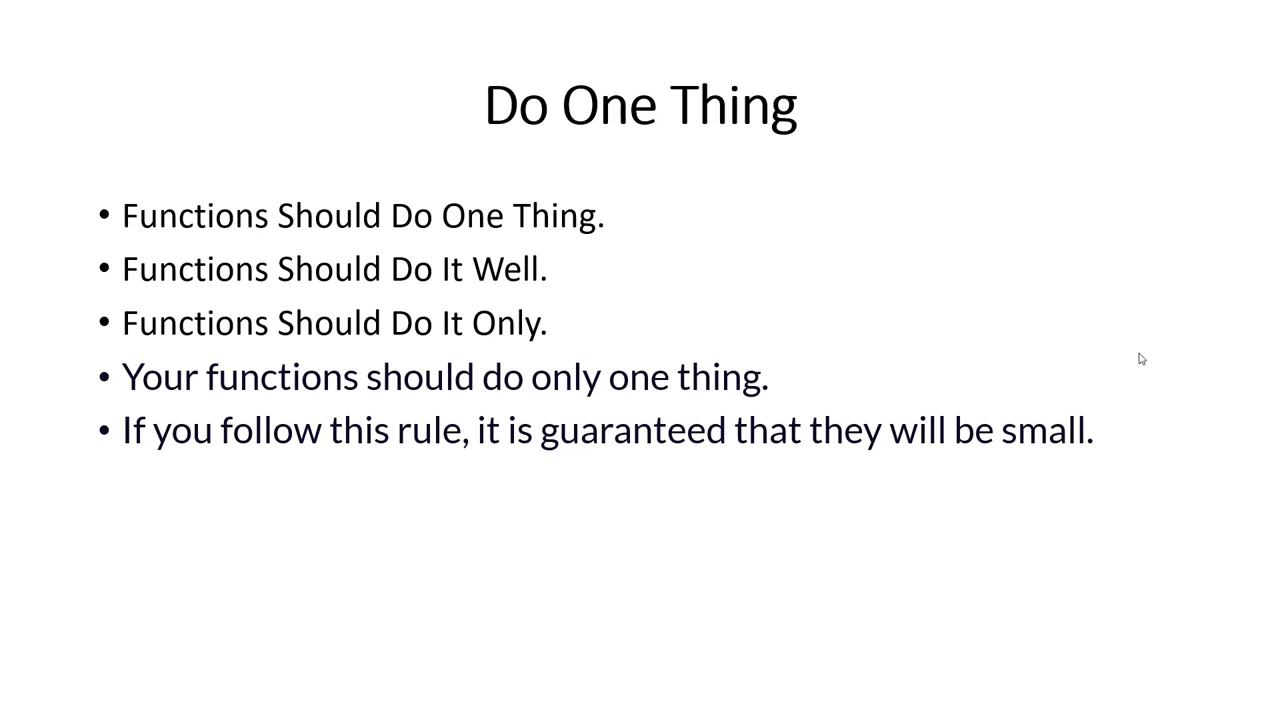 Do One Thing
• Functions Should Do One Thing.
• Functions Should Do It Well.
• Functions Should Do It Only.
• Your functions should do only one thing.
• If you follow this rule, it is guaranteed that they will be small.